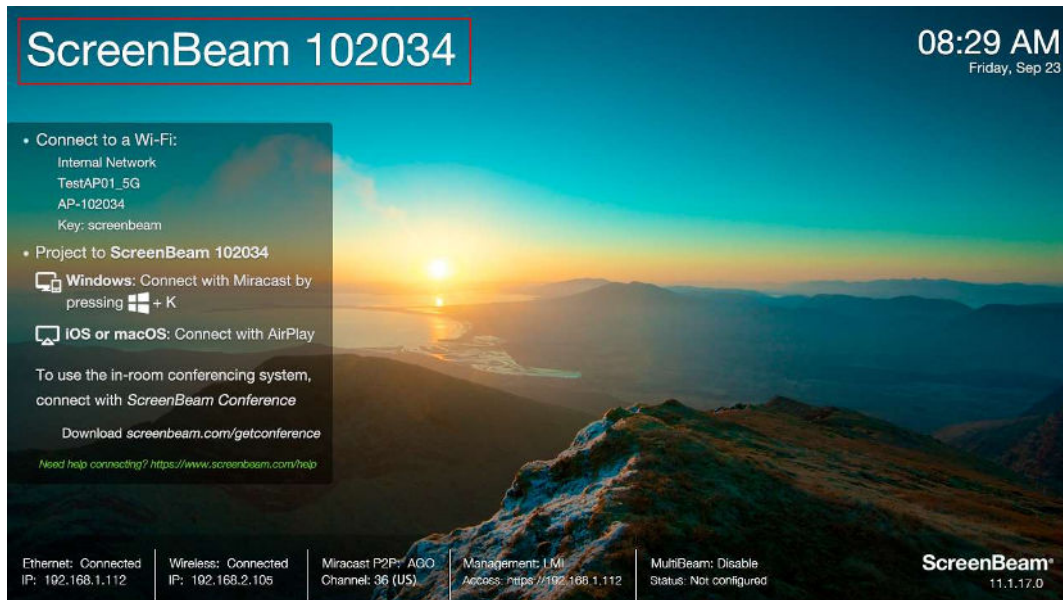 ScreenBeam 102034
08:29 AM
Friday, Sep 23
• Connect to a Wi-Fi:
Internal Network
TestAP01_5G
AP-102034
Key: screenbeam
• Project to ScreenBeam 102034
Windows: Connect with Miracast by
pressing + K
iOS or macOS: Connect with AirPlay
To use the in-room conferencing system,
connect with ScreenBeam Conference
Download screenbeam.com/getconference
Need help connecting? https://www.screenbeam.com/help
Ethernet: Connected
IP: 192.168.1.112
Wireless: Connected
IP: 192.168.2.105
Miracast P2P: AGO
Channel: 36 (US)
Management: LMI
Access: https://192.168.1.112
MultiBeam: Disable
Status: Not configured
ScreenBeam®
11.1.17.0